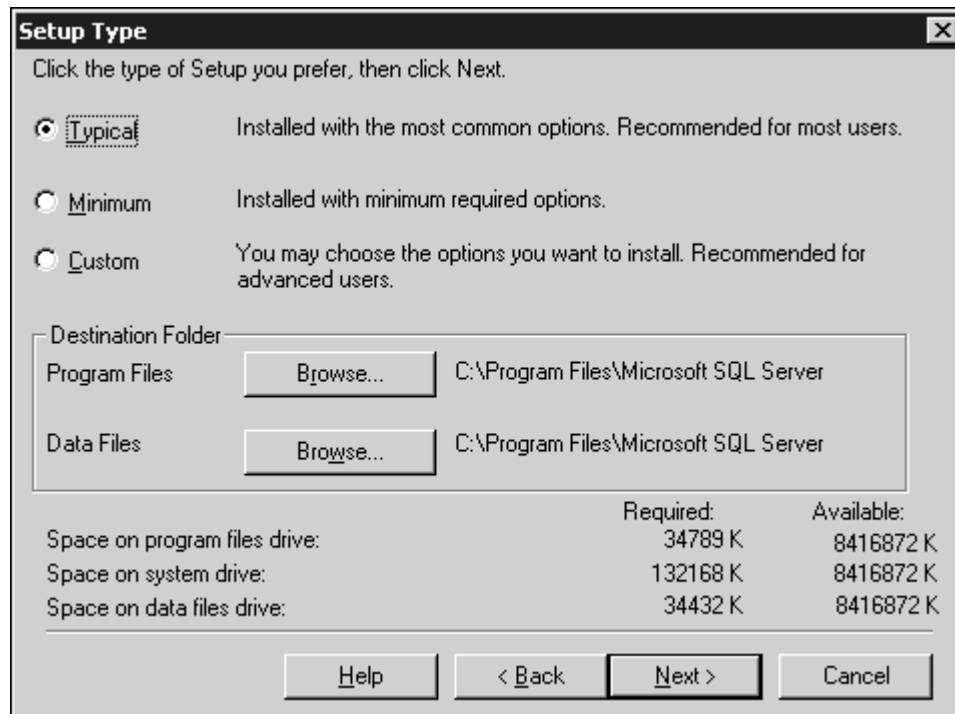 Setup Type
Click the type of Setup you prefer, then click Next.
Typical Installed with the most common options. Recommended for most users.
Minimum Installed with minimum required options.
Custom You may choose the options you want to install. Recommended for
advanced users.
Destination Folder
Program Files Browse... C:\Program Files\Microsoft SQL Server
Data Files Browse... C:\Program Files\Microsoft SQL Server
Required: Available:
Space on program files drive: 34789 K 8416872 K
Space on system drive: 132168 K 8416872 K
Space on data files drive: 34432 K 8416872 K
Help < Back Next > Cancel